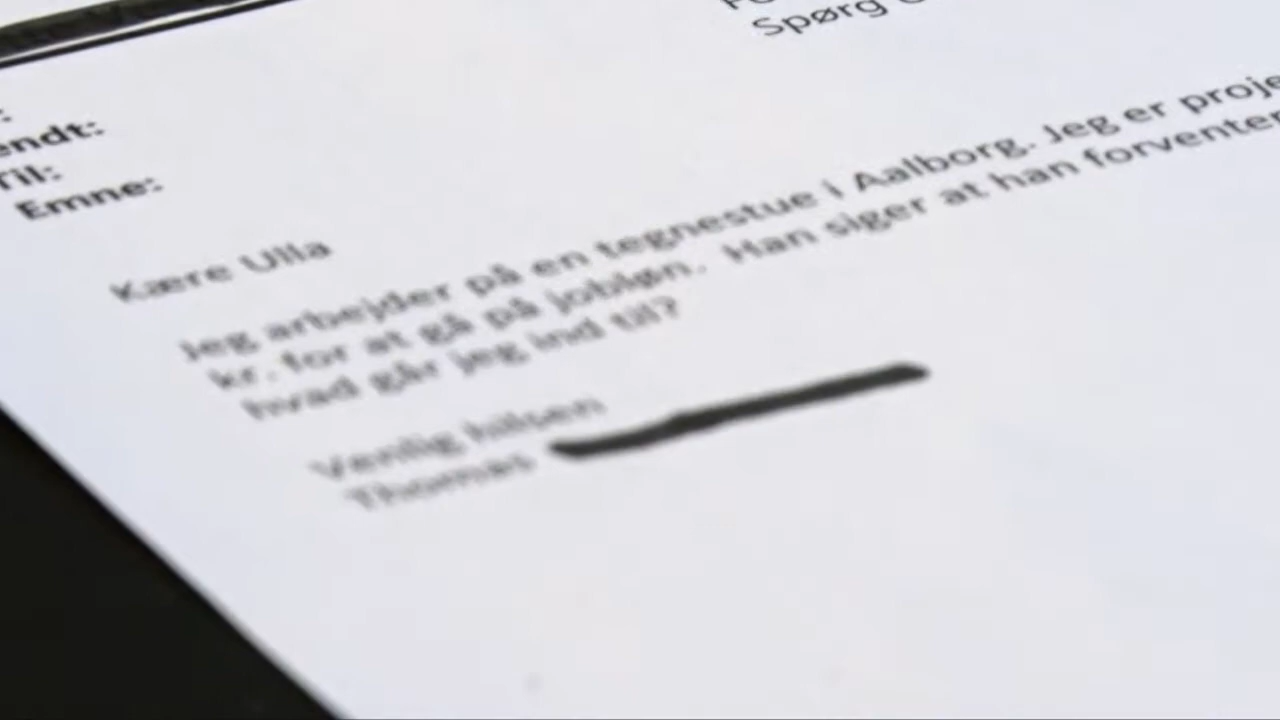 Spørg
:
endt:
Til:
Emne:
Kære Ulla
Jeg arbejder på en tegnestue i Aalborg. Jeg er proje
kr. for at gå på jobløn. Han siger at han forventer
hvad går jeg ind til?
Venlig hilsen
Thomas